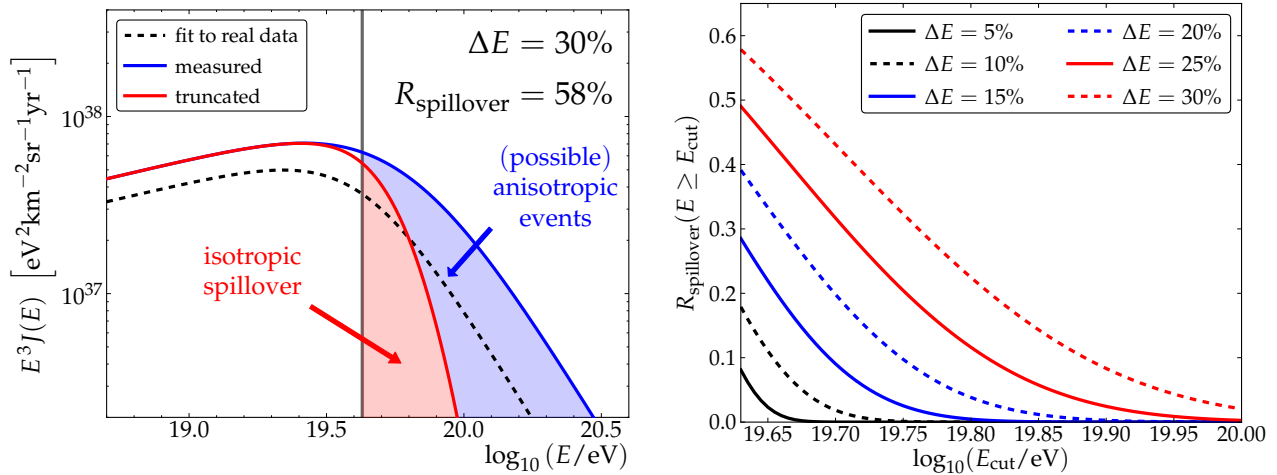 fit to real data
measured
truncated
ΔE = 30%
R_spillover = 58%
(possible)
anisotropic
events
isotropic
spillover
10^38
10^37
E^3 J(E) [eV^2 km^−2 sr^−1 yr^−1]
19.0 19.5 20.0 20.5
log_10 (E/eV)
ΔE = 5%
ΔE = 10%
ΔE = 15%
ΔE = 20%
ΔE = 25%
ΔE = 30%
0.6
0.5
0.4
0.3
0.2
0.1
0.0
R_spillover(E ≥ E_cut)
19.65 19.70 19.75 19.80 19.85 19.90 19.95 20.00
log_10(E_cut/eV)